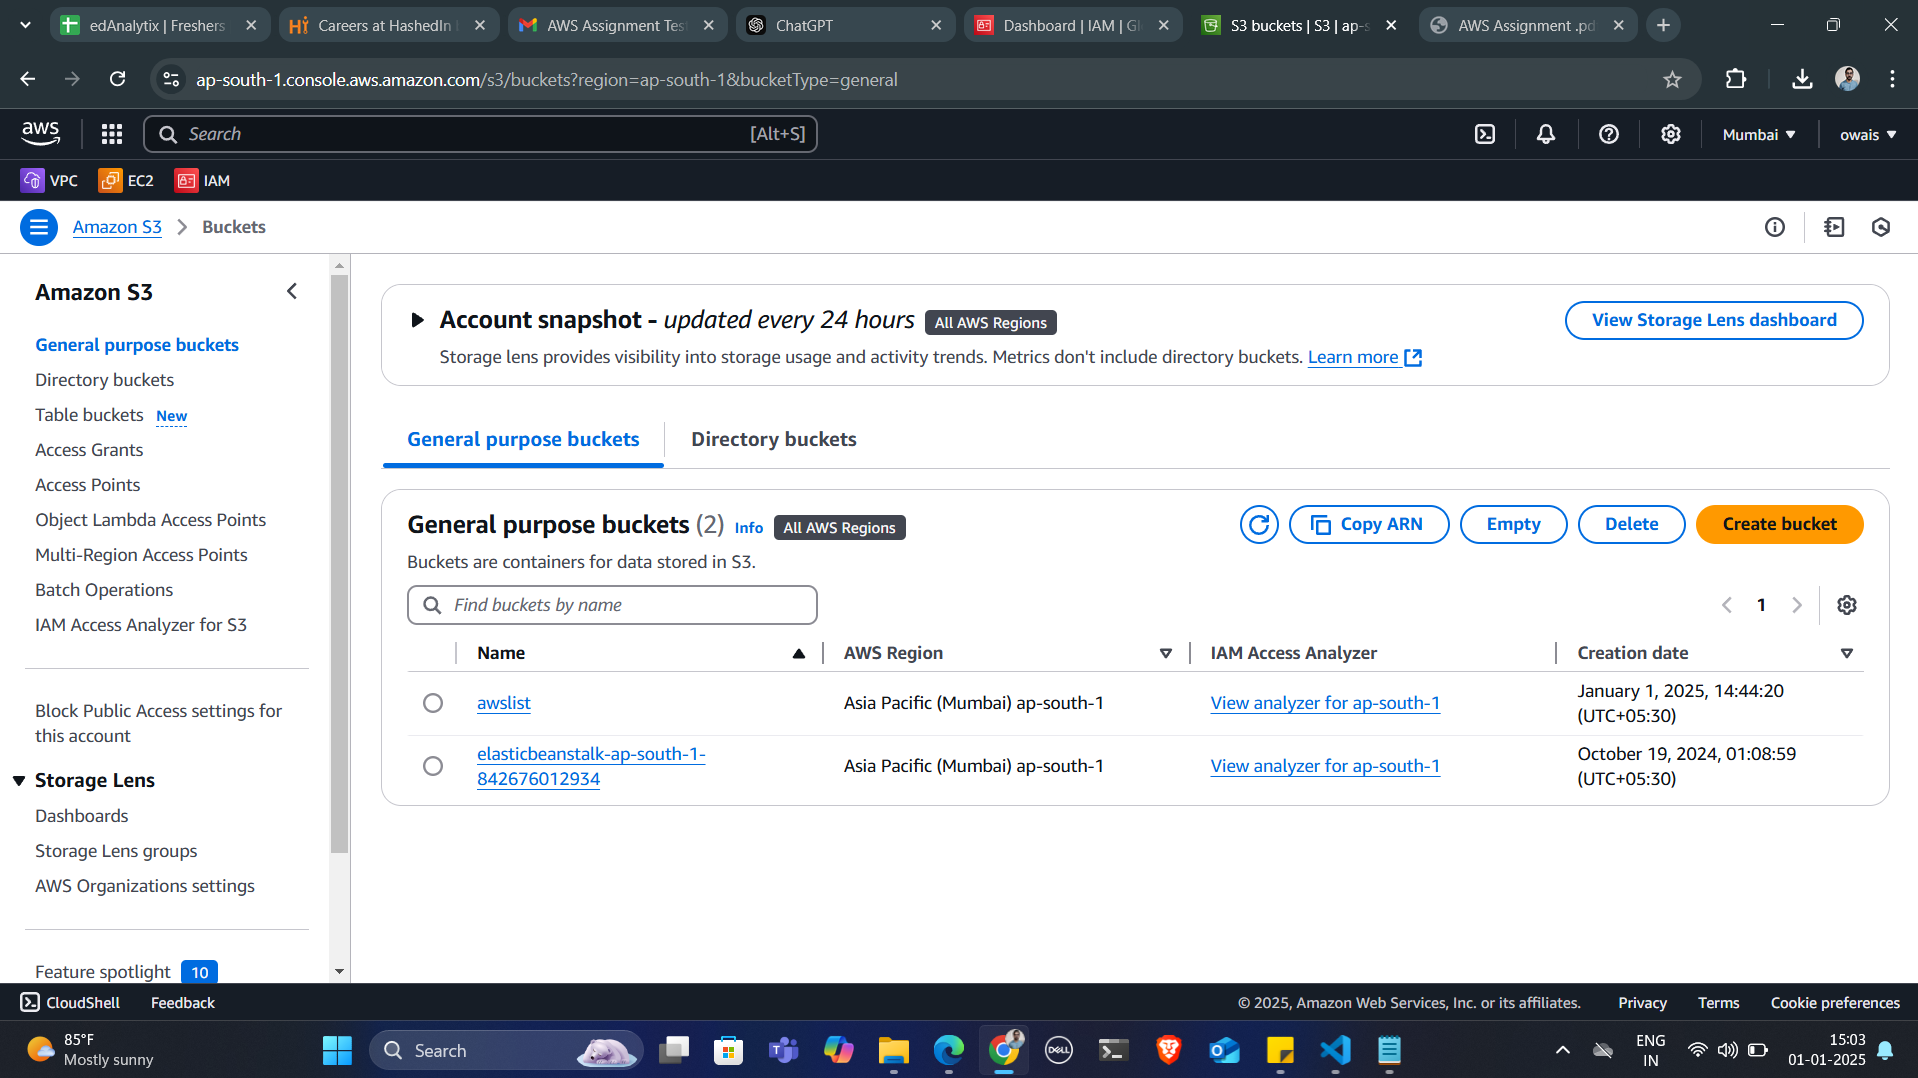 edAnalytix | Freshers
Careers at HashedIn
AWS Assignment Tes
ChatGPT
Dashboard | IAM | Gl
S3 buckets | S3 | ap-s
AWS Assignment .pd
ap-south-1.console.aws.amazon.com/s3/buckets?region=ap-south-1&bucketType=general
aws
Search
[Alt+S]
Mumbai
owais
VPC
EC2
IAM
Amazon S3
Buckets
Amazon S3
General purpose buckets
Directory buckets
Table buckets New
Access Grants
Access Points
Object Lambda Access Points
Multi-Region Access Points
Batch Operations
IAM Access Analyzer for S3
Block Public Access settings for
this account
Storage Lens
Dashboards
Storage Lens groups
AWS Organizations settings
Feature spotlight 10
Account snapshot - updated every 24 hours All AWS Regions
View Storage Lens dashboard
Storage lens provides visibility into storage usage and activity trends. Metrics don't include directory buckets. Learn more
General purpose buckets
Directory buckets
General purpose buckets (2) Info All AWS Regions
Copy ARN
Empty
Delete
Create bucket
Buckets are containers for data stored in S3.
Find buckets by name
1
Name
AWS Region
IAM Access Analyzer
Creation date
awslist
Asia Pacific (Mumbai) ap-south-1
View analyzer for ap-south-1
January 1, 2025, 14:44:20
(UTC+05:30)
elasticbeanstalk-ap-south-1-
842676012934
Asia Pacific (Mumbai) ap-south-1
View analyzer for ap-south-1
October 19, 2024, 01:08:59
(UTC+05:30)
CloudShell
Feedback
© 2025, Amazon Web Services, Inc. or its affiliates.
Privacy
Terms
Cookie preferences
85°F
Mostly sunny
Search
DELL
ENG
IN
15:03
01-01-2025